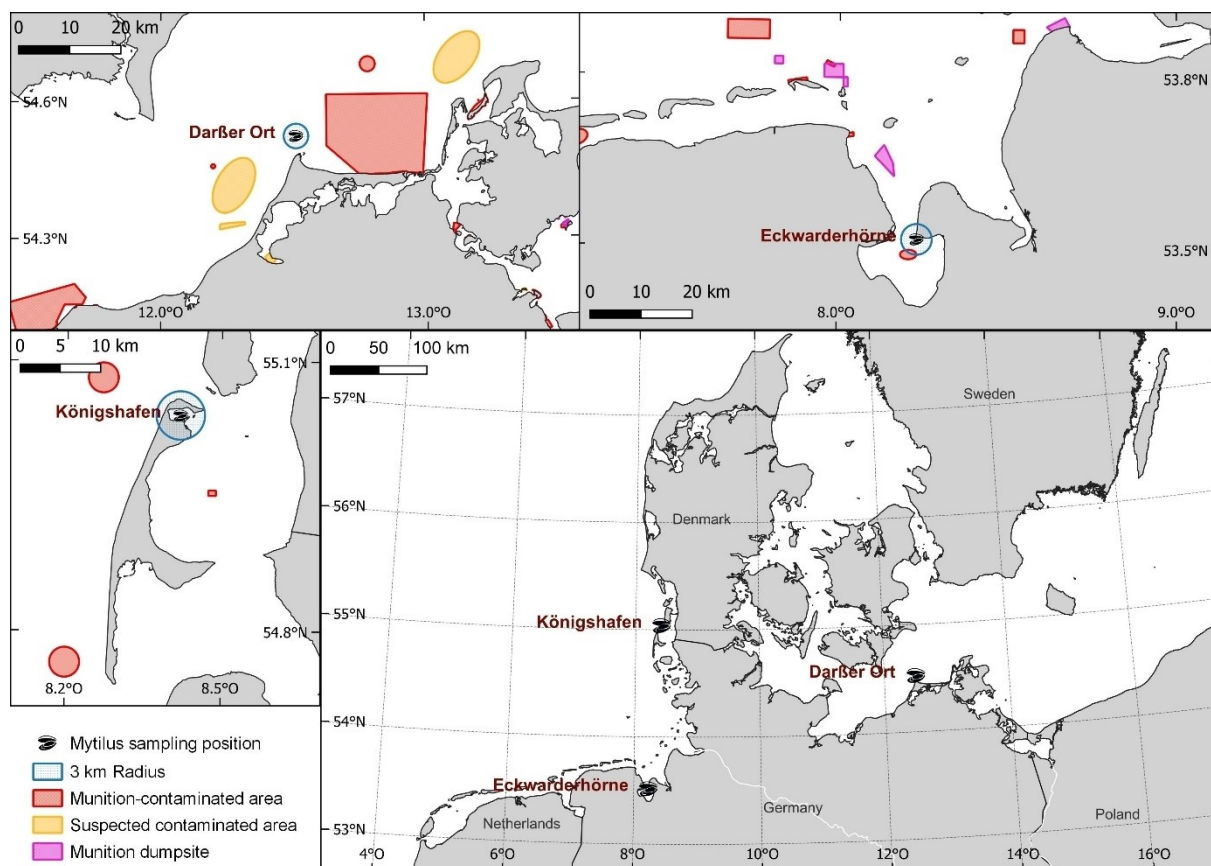 0 10 20 km
54.6°N
Darßer Ort
54.3°N
12.0°O
13.0°O
53.8°N
Eckwarderhörne
53.5°N
0 10 20 km
8.0°O
9.0°O
0 5 10 km
55.1°N
Königshafen
54.8°N
8.2°O
8.5°O
0 50 100 km
57°N
Sweden
56°N
Denmark
55°N
Königshafen
Darßer Ort
54°N
Eckwarderhörne
Germany
Poland
Netherlands
53°N
4°O
6°O
8°O
10°O
12°O
14°O
16°O
Mytilus sampling position
3 km Radius
Munition-contaminated area
Suspected contaminated area
Munition dumpsite